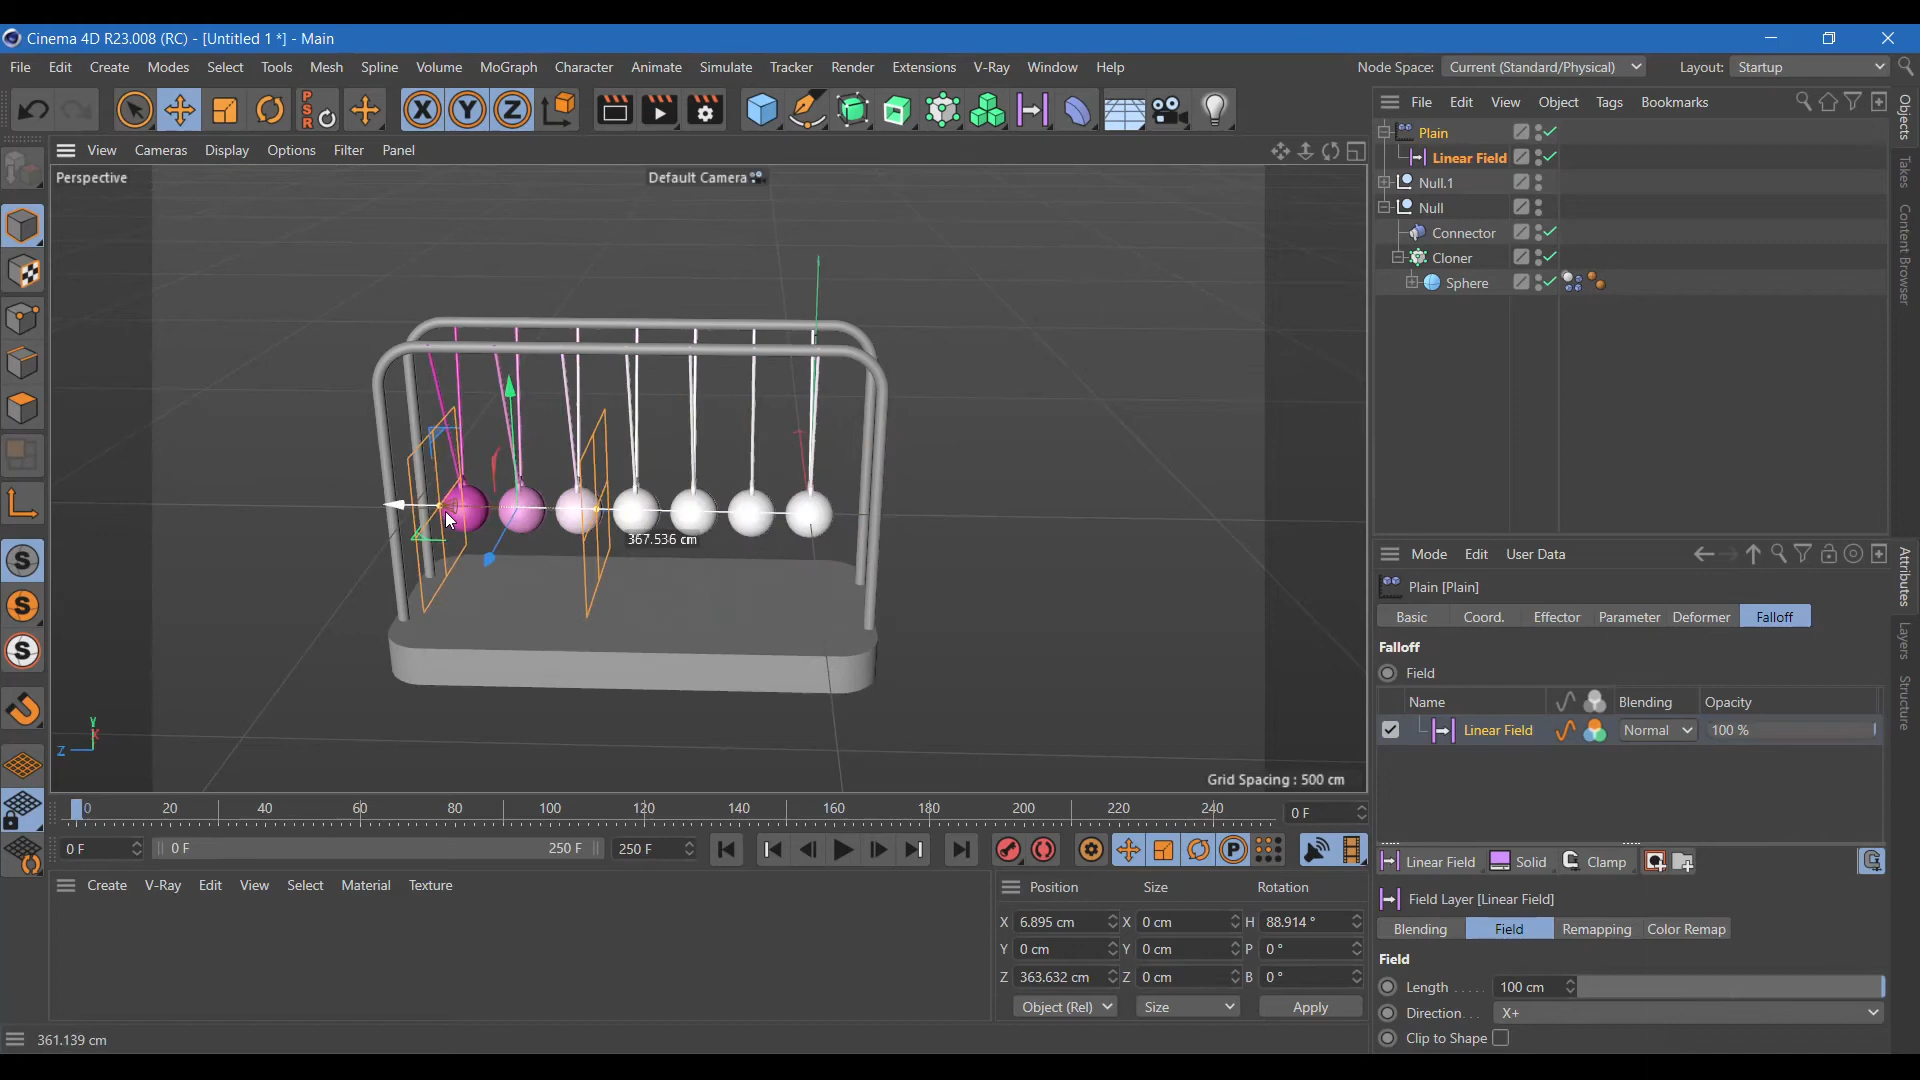 Cinema 4D R23.008 (RC) - [Untitled 1 *] - Main
File Edit Create Modes Select Tools Mesh Spline Volume MoGraph Character Animate Simulate Tracker Render Extensions V-Ray Window Help Node Space: Current (Standard/Physical) Layout: Startup
PSR X Y Z
File Edit View Object Tags Bookmarks
View Cameras Display Options Filter Panel
Perspective
Default Camera
Plain
Linear Field
Null.1
Null
Connector
Cloner
Sphere
Objects
Takes
Content Browser
367.536 cm
Y
X
Z
Grid Spacing : 500 cm
S
S
S
Mode Edit User Data
Plain [Plain]
Basic Coord. Effector Parameter Deformer Falloff
Falloff
Field
Name Blending Opacity
Linear Field Normal 100 %
Attributes
Layers
Structure
0 20 40 60 80 100 120 140 160 180 200 220 240 0 F
0 F 0 F 250 F 250 F P
Linear Field Solid Clamp
Create V-Ray Edit View Select Material Texture
Position Size Rotation
X 6.895 cm X 0 cm H 88.914 °
Y 0 cm Y 0 cm P 0 °
Z 363.632 cm Z 0 cm B 0 °
Object (Rel) Size Apply
Field Layer [Linear Field]
Blending Field Remapping Color Remap
Field
Length ..... 100 cm
Direction. .. X+
Clip to Shape
361.139 cm